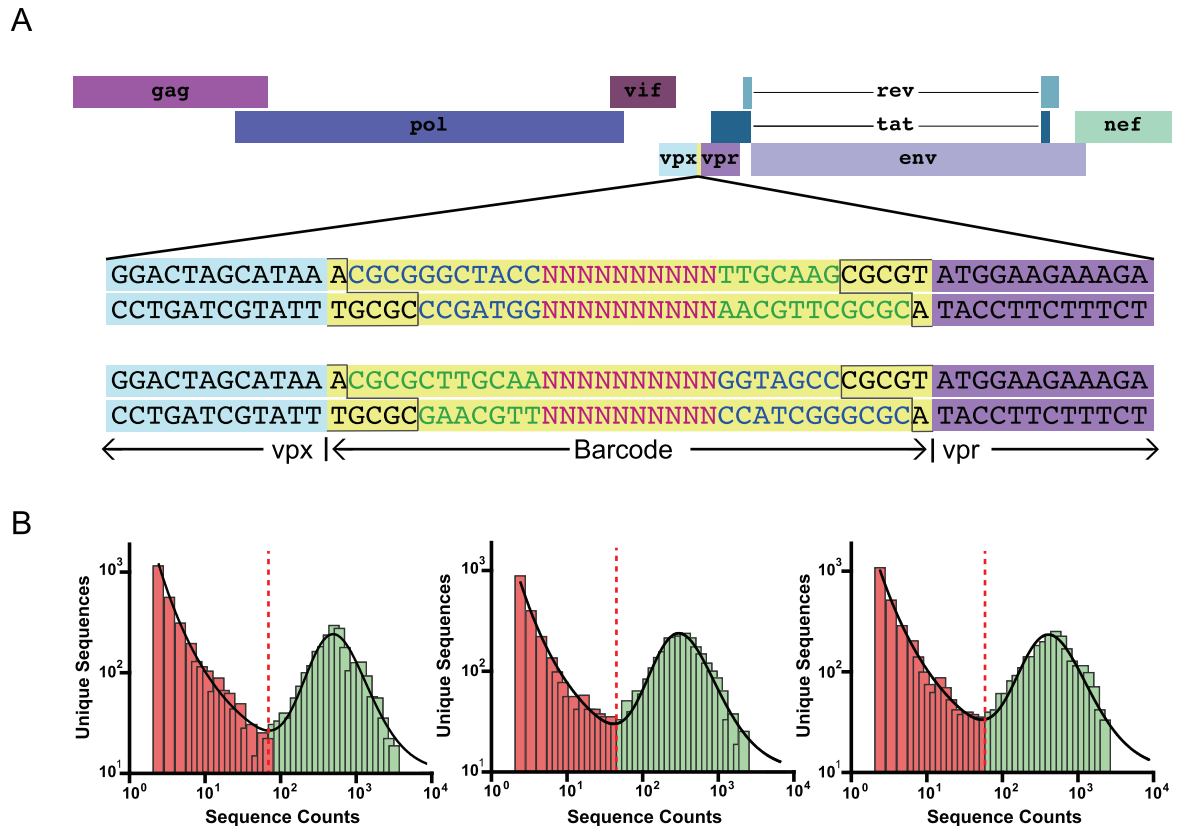 A
gag
vif
rev
pol
tat
nef
vpx
vpr
env
GGACTAGCATAA ACGCGGGCTACCNNNNNNNNNNTTGCAAGCGCGT ATGGAAGAAAGA
CCTGATCGTATT TGCGCCCGATGGNNNNNNNNNNAACGTTCGCGCA TACCTTCTTTCT
GGACTAGCATAA ACGCGCTTGCAANNNNNNNNNNGGTAGCCCGCGT ATGGAAGAAAGA
CCTGATCGTATT TGCGCGAACGTTNNNNNNNNNNCCATCGGGCGCA TACCTTCTTTCT
vpx
Barcode
vpr
B
Unique Sequences
10³
10²
10¹
10⁰ 10¹ 10² 10³ 10⁴
Sequence Counts
Unique Sequences
10³
10²
10¹
10⁰ 10¹ 10² 10³ 10⁴
Sequence Counts
Unique Sequences
10³
10²
10¹
10⁰ 10¹ 10² 10³ 10⁴
Sequence Counts